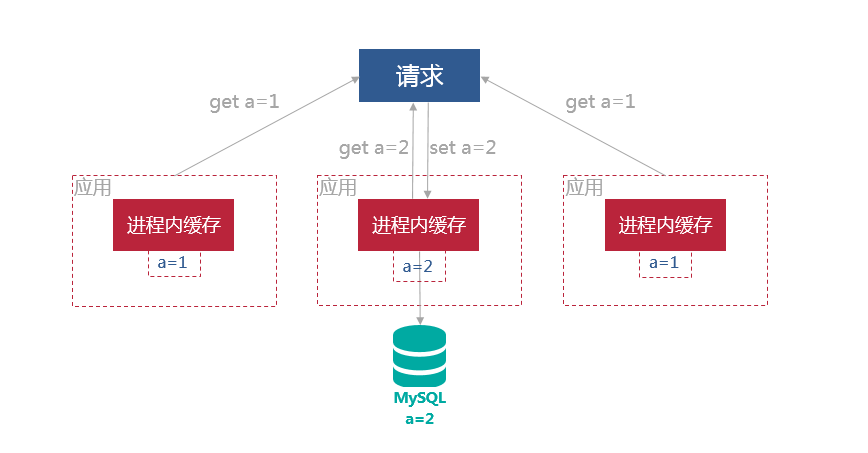 请求
get a=1
get a=2
set a=2
get a=1
应用
进程内缓存
a=1
应用
进程内缓存
a=2
应用
进程内缓存
a=1
MySQL
a=2